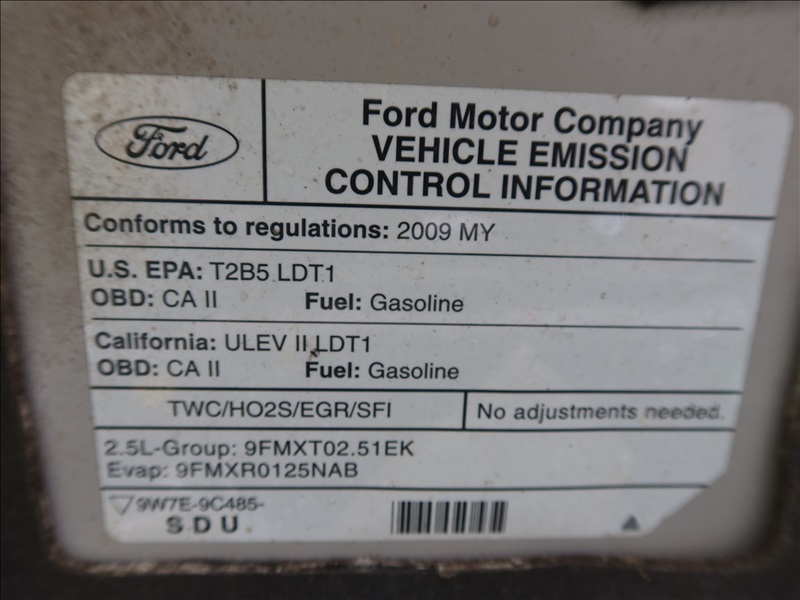 Ford
Ford Motor Company
VEHICLE EMISSION
CONTROL INFORMATION
Conforms to regulations: 2009 MY
U.S. EPA: T2B5 LDT1
OBD: CA II Fuel: Gasoline
California: ULEV II LDT1
OBD: CA II Fuel: Gasoline
TWC/HO2S/EGR/SFI No adjustments needed.
2.5L-Group: 9FMXT02.51EK
Evap: 9FMXR0125NAB
9W7E-9C485-
SDU